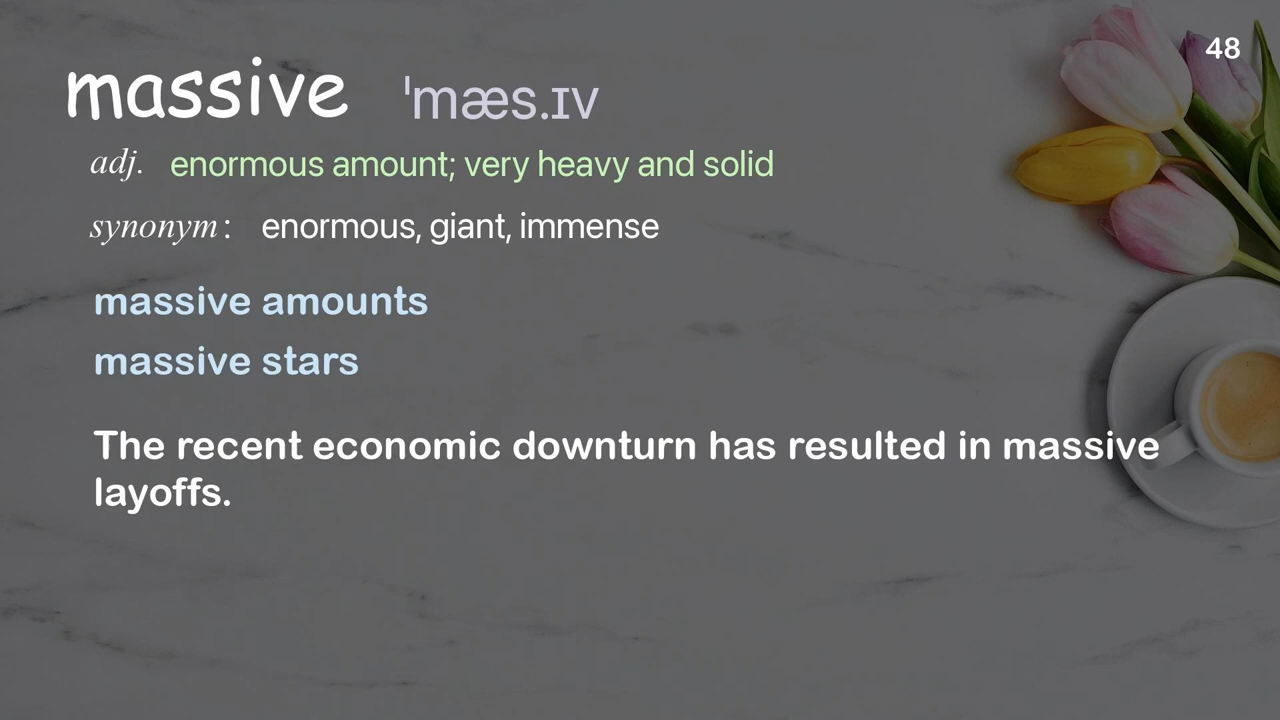 48
massive ˈmæs.ɪv
adj. enormous amount; very heavy and solid
synonym: enormous, giant, immense
massive amounts
massive stars
The recent economic downturn has resulted in massive
layoffs.